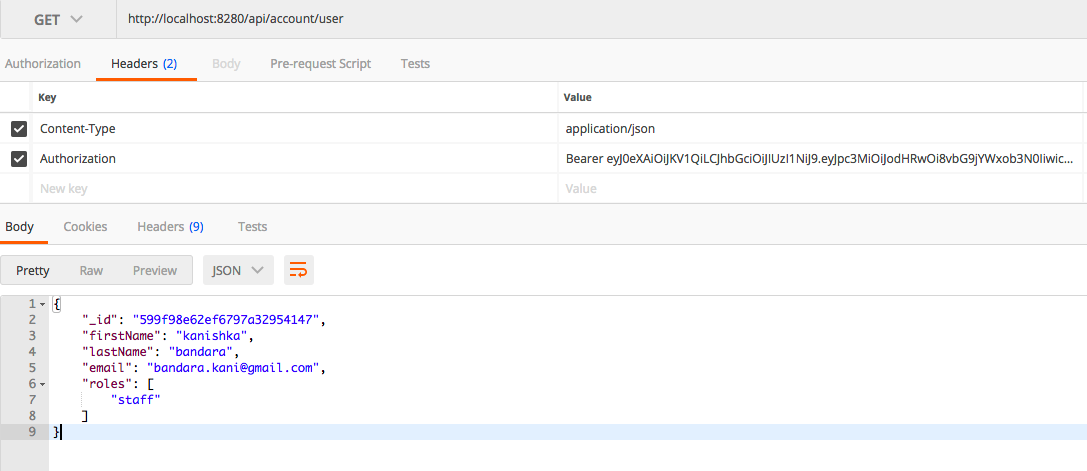 GET http://localhost:8280/api/account/user
Authorization Headers (2) Body Pre-request Script Tests
Key Value
Content-Type application/json
Authorization Bearer eyJ0eXAiOiJKV1QiLCJhbGciOiJIUzI1NiJ9.eyJpc3MiOiJodHRwOi8vbG9jYWxob3N0Iiwic...
New key Value
Body Cookies Headers (9) Tests
Pretty Raw Preview JSON
1 {
2 "_id": "599f98e62ef6797a32954147",
3 "firstName": "kanishka",
4 "lastName": "bandara",
5 "email": "bandara.kani@gmail.com",
6 "roles": [
7 "staff"
8 ]
9 }